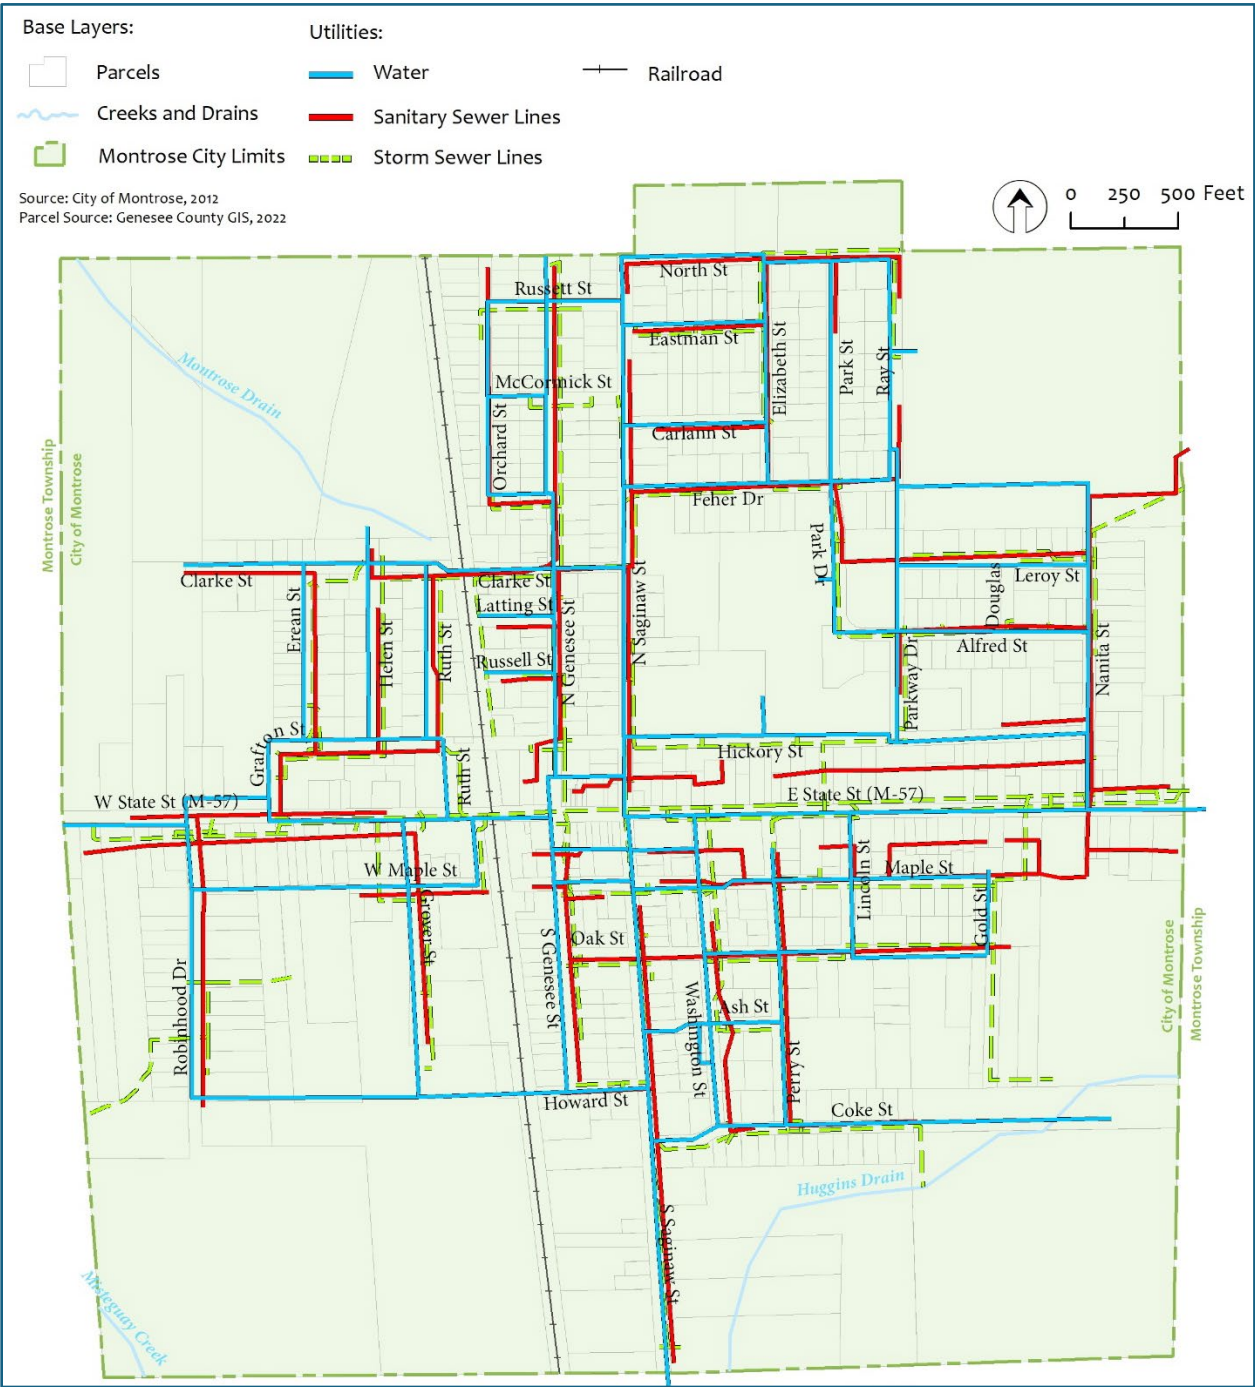 Base Layers:
Utilities:
Parcels
Water
Railroad
Creeks and Drains
Sanitary Sewer Lines
Montrose City Limits
Storm Sewer Lines
Source: City of Montrose, 2012
Parcel Source: Genesee County GIS, 2022
0 250 500 Feet
North St
Russett St
Eastman St
Elizabeth St
Park St
Ray St
McCormick St
Montrose Drain
Orchard St
Carlann St
Feher Dr
Montrose Township
City of Montrose
Park Dr
Clarke St
Clarke St
Leroy St
Douglas
Latting St
Erean St
Helen St
Ruth St
N Genesee St
N Saginaw St
Russell St
Alfred St
Nanita St
Parkway Dr
Grafton St
Hickory St
Ruth St
W State St (M-57)
E State St (M-57)
W Maple St
Maple St
Lincoln St
Gold St
Grover St
Oak St
S Genesee St
Robinhood Dr
Washington St
Ash St
City of Montrose
Montrose Township
Perry St
Howard St
Coke St
Huggins Drain
S Saginaw St
Misteguay Creek